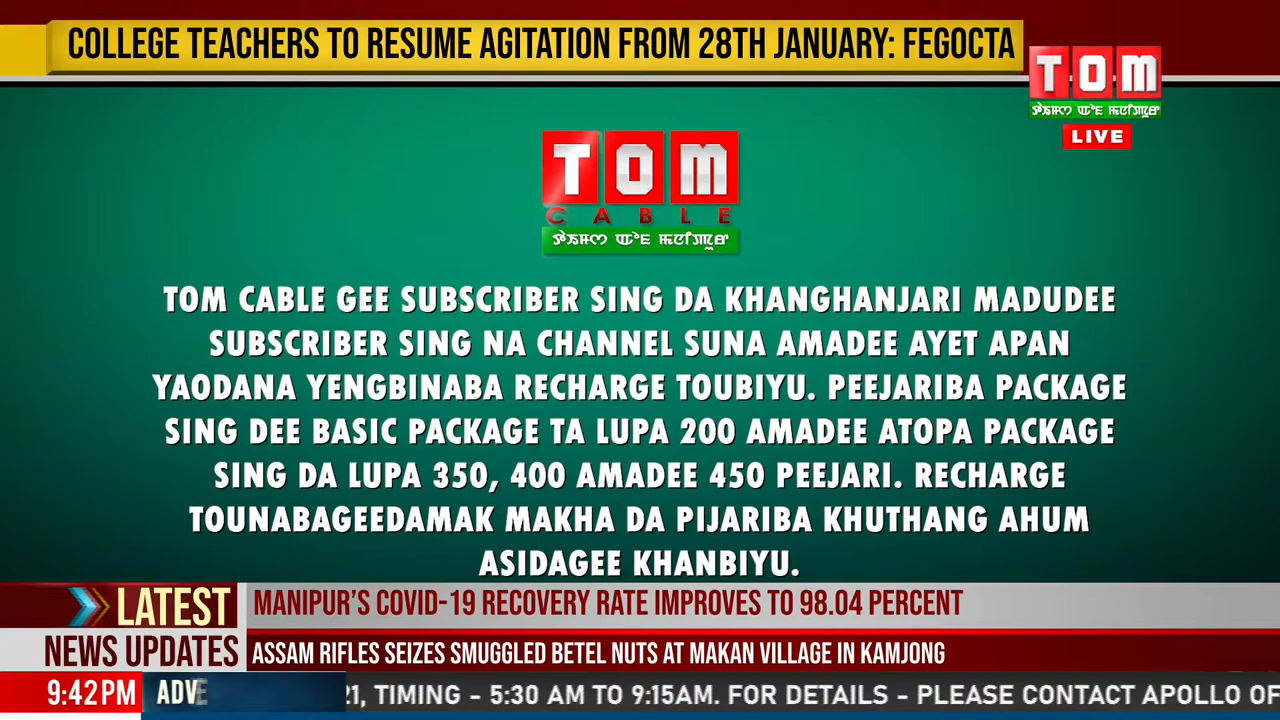 COLLEGE TEACHERS TO RESUME AGITATION FROM 28TH JANUARY: FEGOCTA
TOM
LIVE
TOM
CABLE
TOM CABLE GEE SUBSCRIBER SING DA KHANGHANJARI MADUDEE
SUBSCRIBER SING NA CHANNEL SUNA AMADEE AYET APAN
YAODANA YENGBINABA RECHARGE TOUBIYU. PEEJARIBA PACKAGE
SING DEE BASIC PACKAGE TA LUPA 200 AMADEE ATOPA PACKAGE
SING DA LUPA 350, 400 AMADEE 450 PEEJARI. RECHARGE
TOUNABAGEEDAMAK MAKHA DA PIJARIBA KHUTHANG AHUM
ASIDAGEE KHANBIYU.
LATEST
NEWS UPDATES
MANIPUR’S COVID-19 RECOVERY RATE IMPROVES TO 98.04 PERCENT
ASSAM RIFLES SEIZES SMUGGLED BETEL NUTS AT MAKAN VILLAGE IN KAMJONG
9:42PM ADVE 21, TIMING – 5:30 AM TO 9:15AM. FOR DETAILS – PLEASE CONTACT APOLLO OF